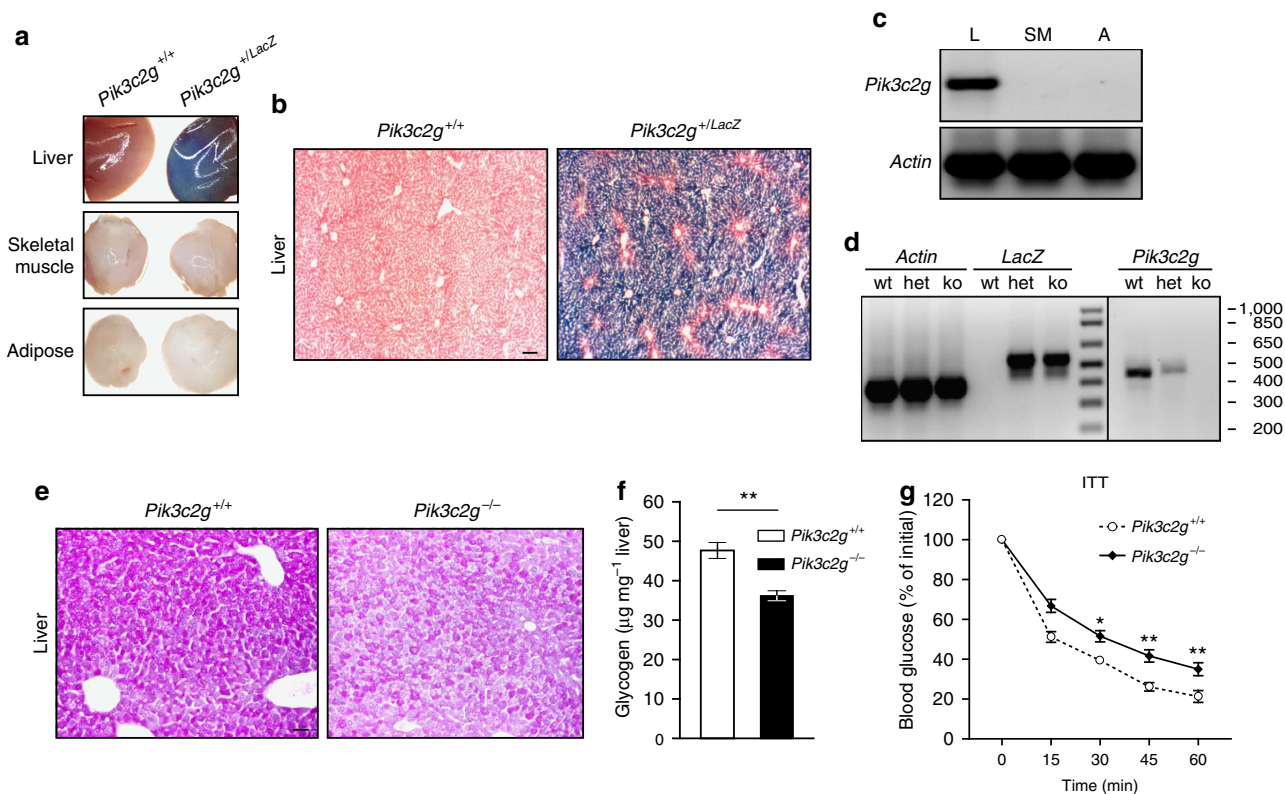 a
Pik3c2g+/+
Pik3c2g+/LacZ
Liver
Skeletal
muscle
Adipose
b
Pik3c2g+/+
Pik3c2g+/LacZ
Liver
c
L SM A
Pik3c2g
Actin
d
Actin LacZ Pik3c2g
wt het ko wt het ko wt het ko
1,000
850
650
500
400
300
200
e
Pik3c2g+/+
Pik3c2g−/−
Liver
f
**
Pik3c2g+/+
Pik3c2g−/−
Glycogen (µg mg−1 liver)
60
50
40
30
20
10
0
g
ITT
Pik3c2g+/+
Pik3c2g−/−
Blood glucose (% of initial)
120
100
80
60
40
20
0
*
**
**
0 15 30 45 60
Time (min)